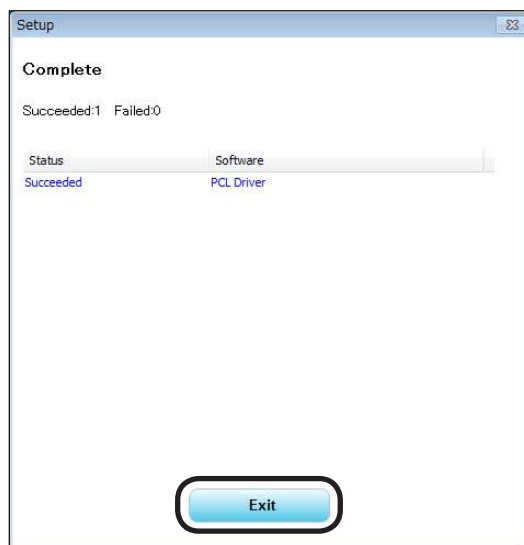 Setup
Complete
Succeeded:1 Failed:0
Status Software
Succeeded PCL Driver
Exit